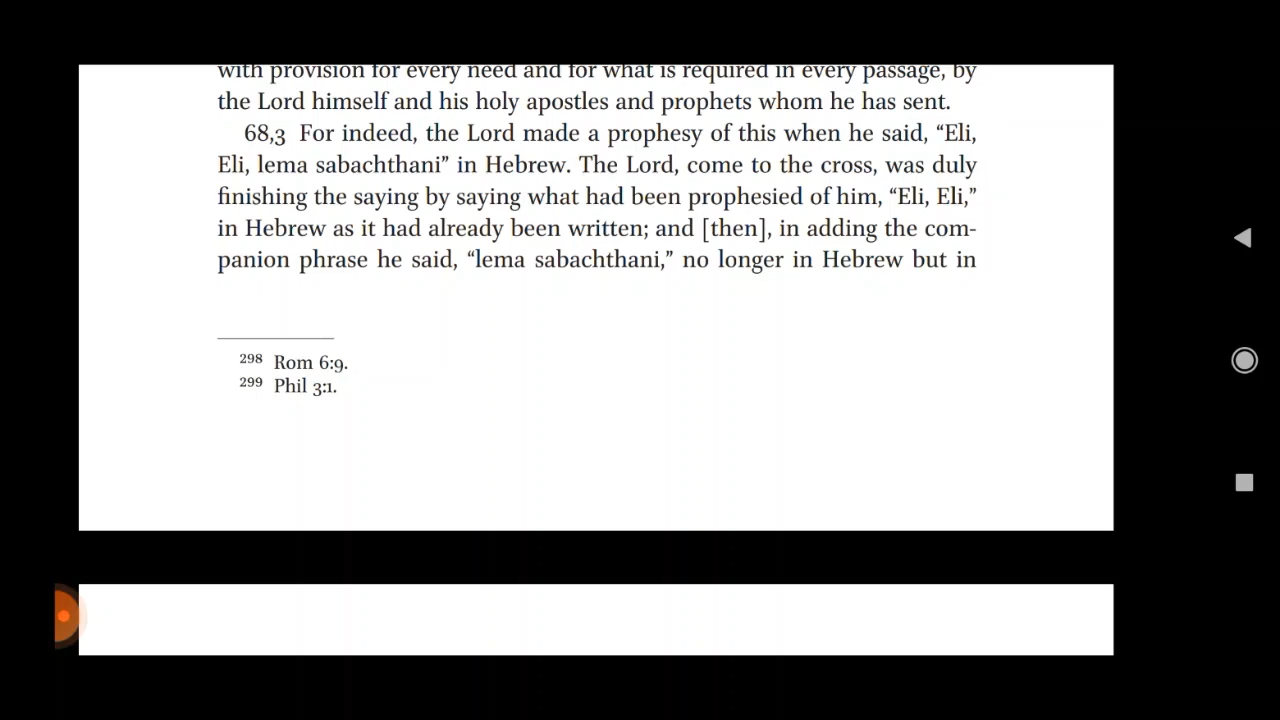 with provision for every need and for what is required in every passage, by
the Lord himself and his holy apostles and prophets whom he has sent.
68,3 For indeed, the Lord made a prophesy of this when he said, “Eli,
Eli, lema sabachthani” in Hebrew. The Lord, come to the cross, was duly
finishing the saying by saying what had been prophesied of him, “Eli, Eli,”
in Hebrew as it had already been written; and [then], in adding the com-
panion phrase he said, “lema sabachthani,” no longer in Hebrew but in
298 Rom 6:9.
299 Phil 3:1.